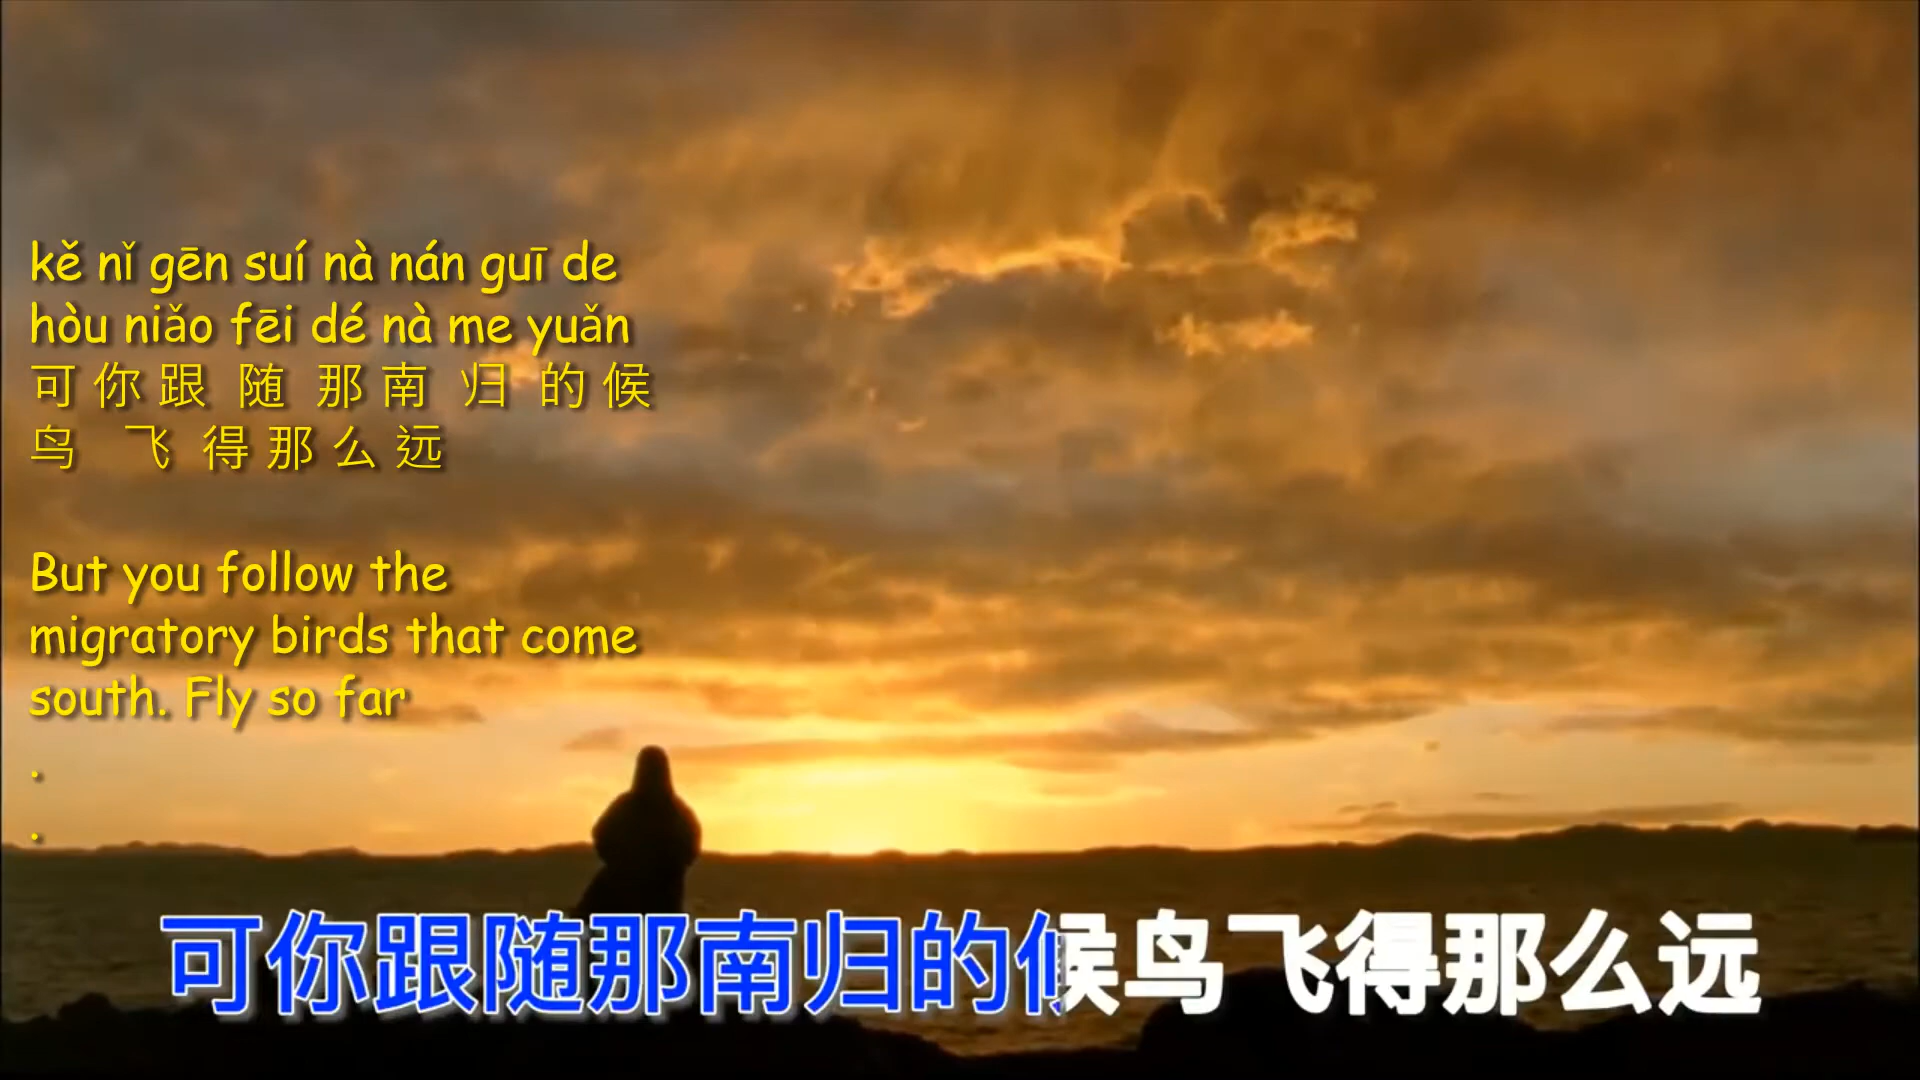 kě nǐ gēn suí nà nán guī de
hòu niǎo fēi dé nà me yuǎn
可 你 跟 随 那 南 归 的 候
鸟 飞 得 那 么 远
But you follow the
migratory birds that come
south. Fly so far
.
.
可你跟随那南归的候鸟飞得那么远